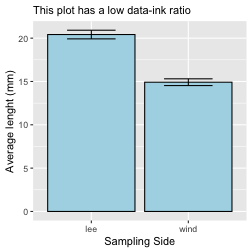 This plot has a low data-ink ratio
Average lenght (mm)
20
15
10
5
0
lee wind
Sampling Side